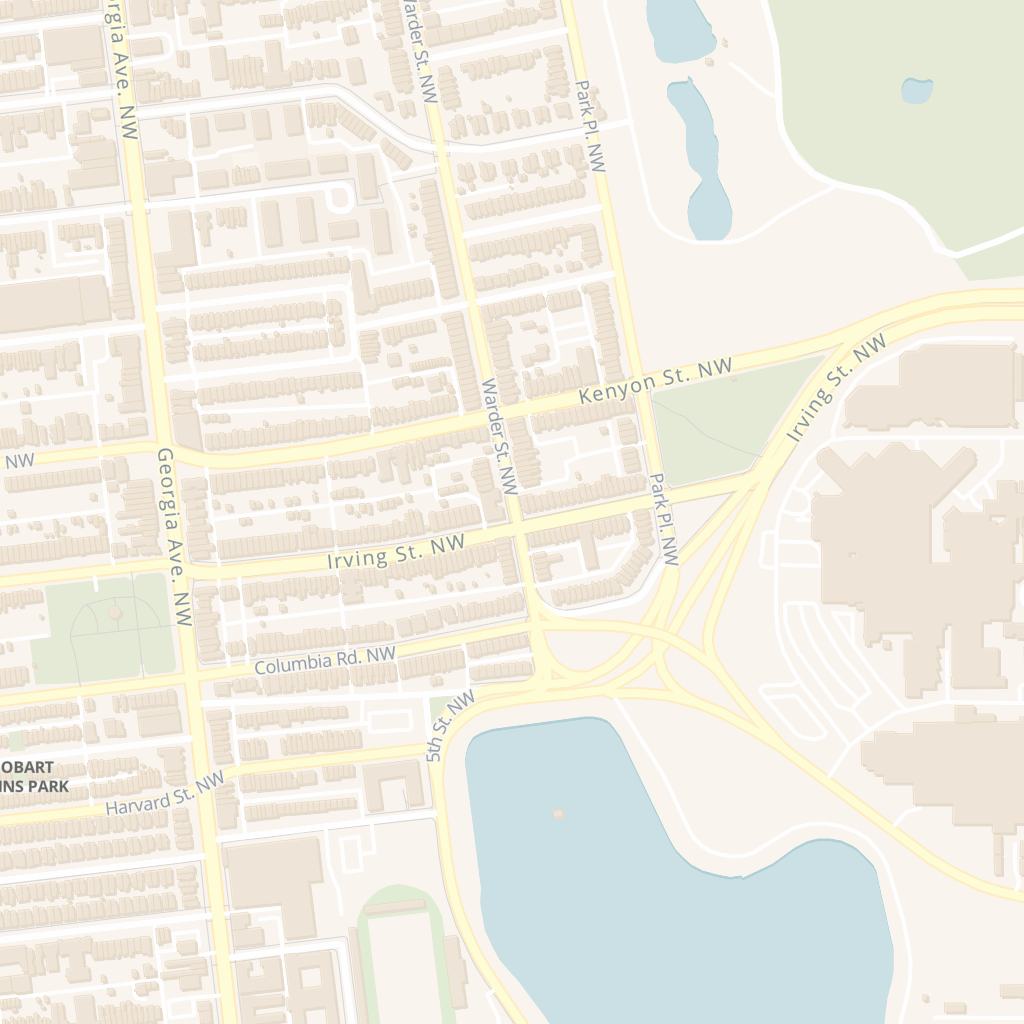 rgia Ave. NW
Warder St. NW
Park Pl. NW
Kenyon St. NW
Irving St. NW
Warder St. NW
NW
Georgia Ave. NW
Park Pl. NW
Irving St. NW
Columbia Rd. NW
5th St. NW
OBART
INS PARK
Harvard St. NW